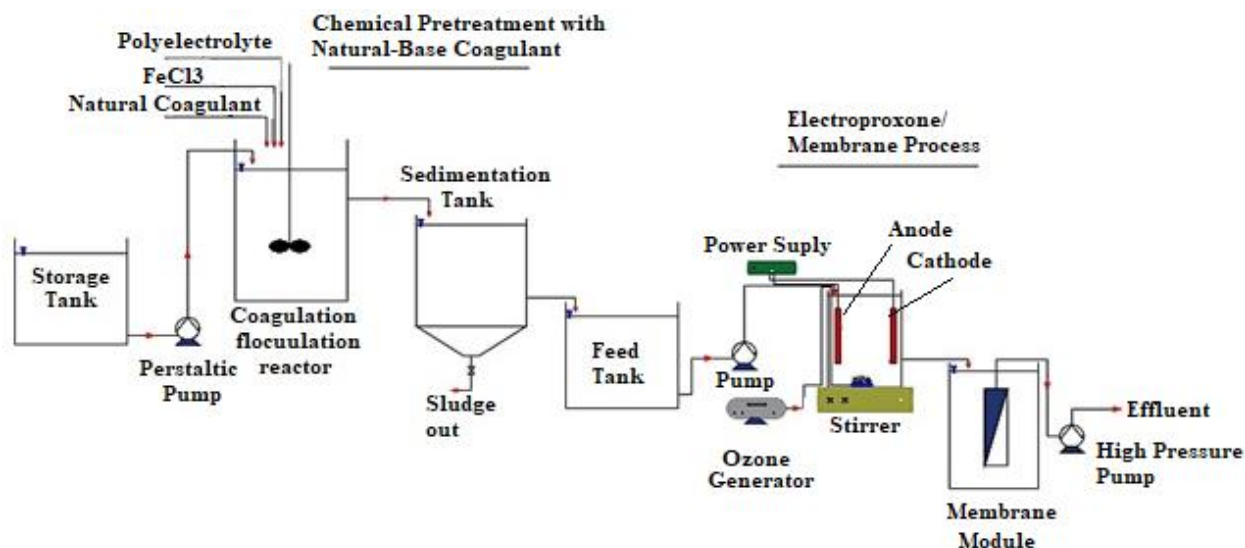 Chemical Pretreatment with
Natural-Base Coagulant
Polyelectrolyte
FeCl3
Natural Coagulant
Electroproxone/
Membrane Process
Sedimentation
Tank
Storage
Tank
Perstaltic
Pump
Coagulation
flocuulation
reactor
Sludge
out
Feed
Tank
Power Suply
Anode
Cathode
Pump
Ozone
Generator
Stirrer
Effluent
High Pressure
Pump
Membrane
Module